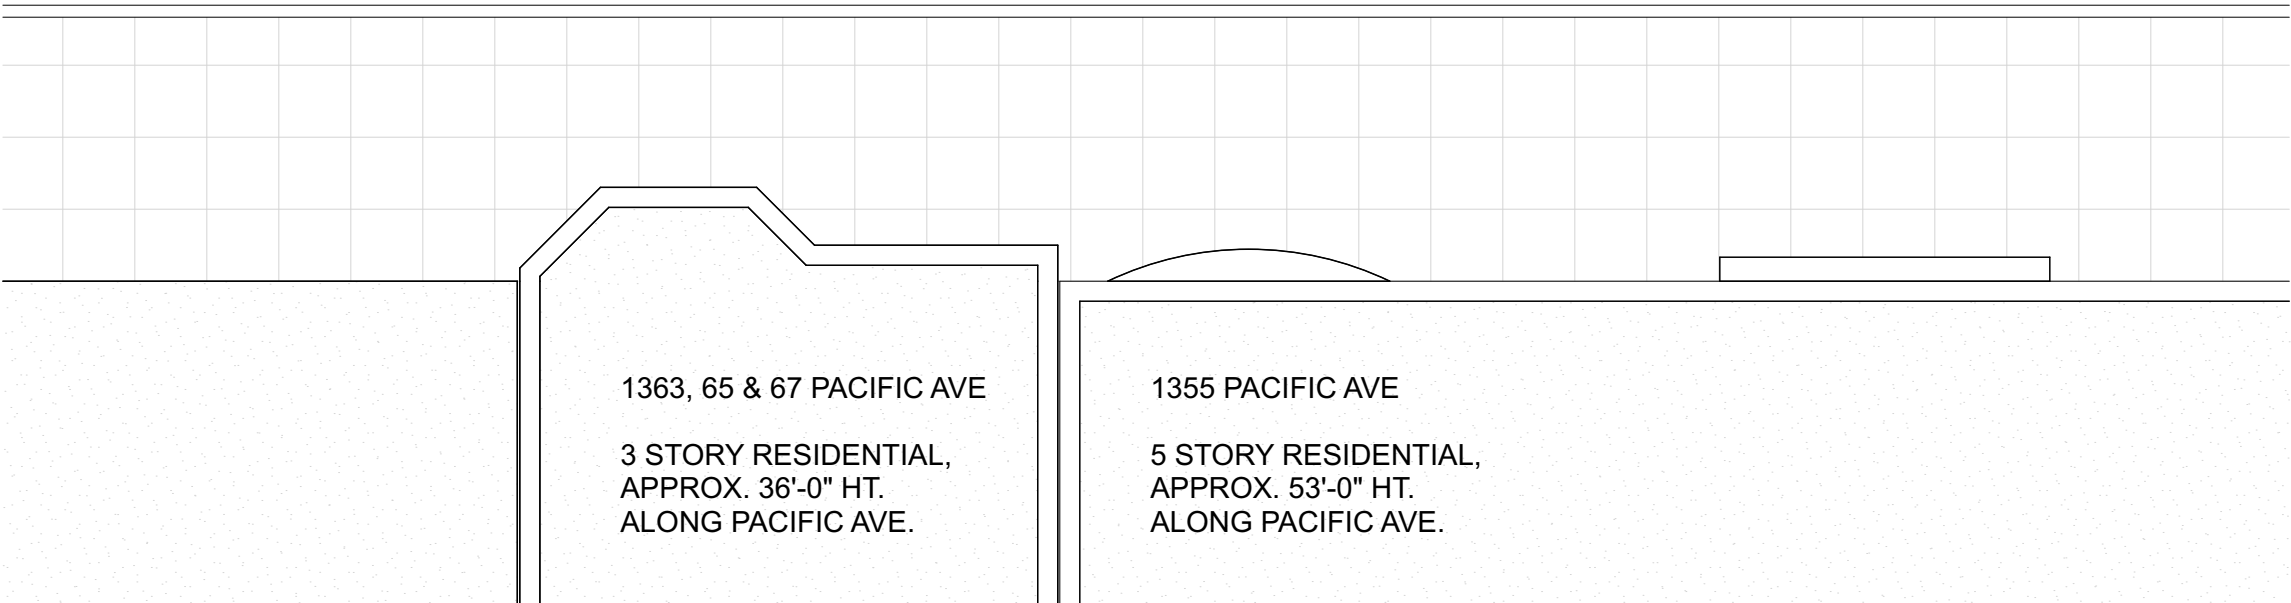 1363, 65 & 67 PACIFIC AVE
3 STORY RESIDENTIAL,
APPROX. 36'-0" HT.
ALONG PACIFIC AVE.
1355 PACIFIC AVE
5 STORY RESIDENTIAL,
APPROX. 53'-0" HT.
ALONG PACIFIC AVE.